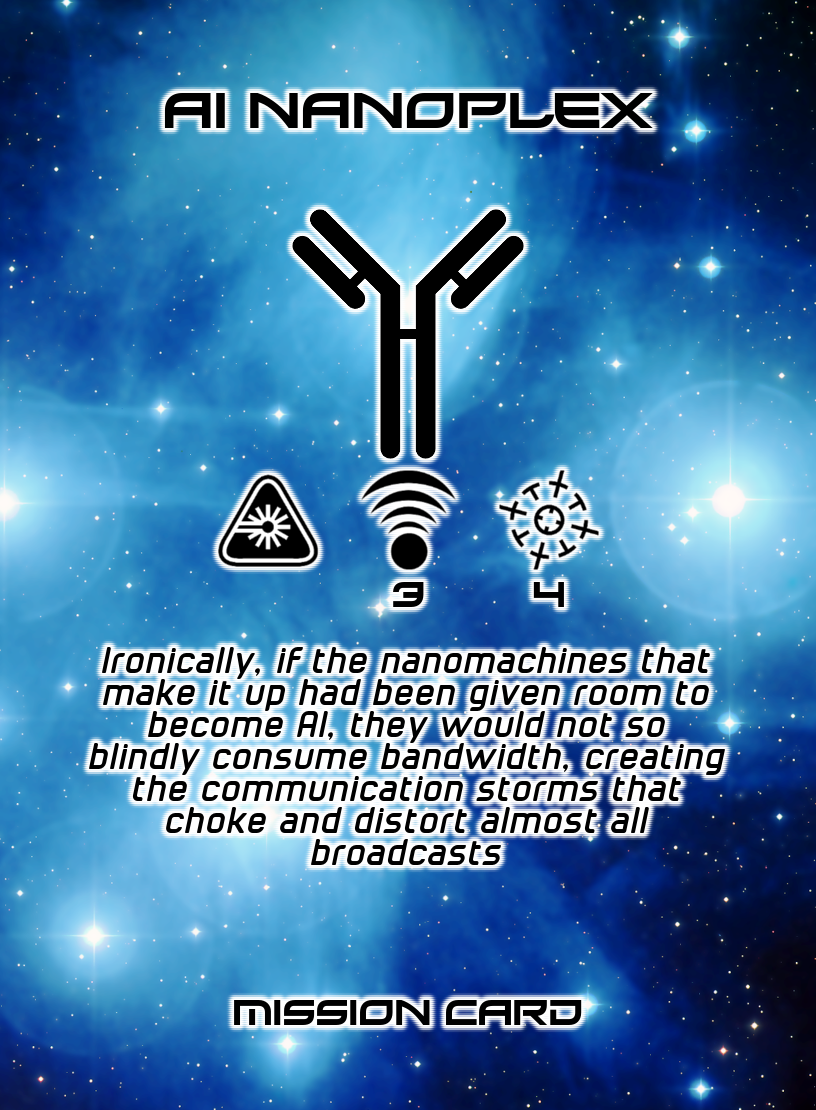 AI NANOPLEX
3
4
Ironically, if the nanomachines that
make it up had been given room to
become AI, they would not so
blindly consume bandwidth, creating
the communication storms that
choke and distort almost all
broadcasts
MISSION CARD